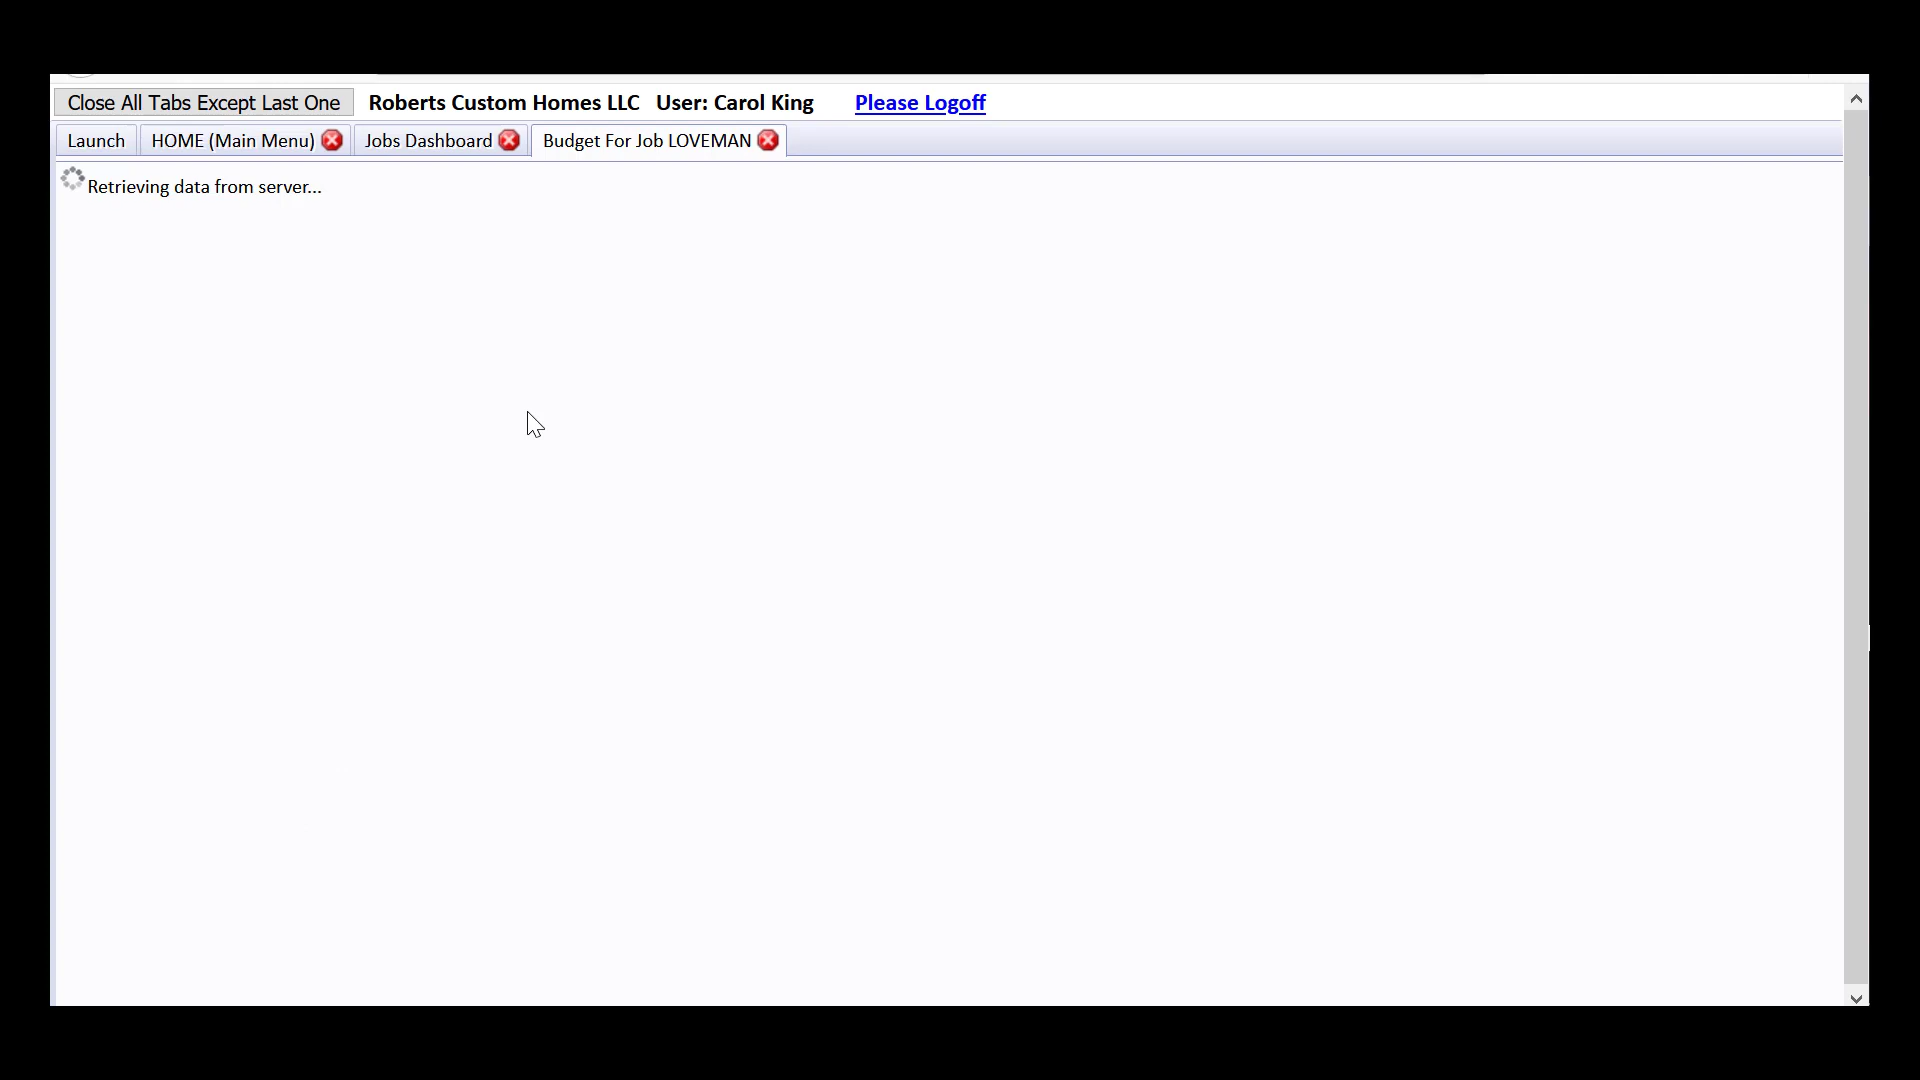 Close All Tabs Except Last One Roberts Custom Homes LLC User: Carol King Please Logoff
Launch HOME (Main Menu) Jobs Dashboard Budget For Job LOVEMAN
Retrieving data from server...